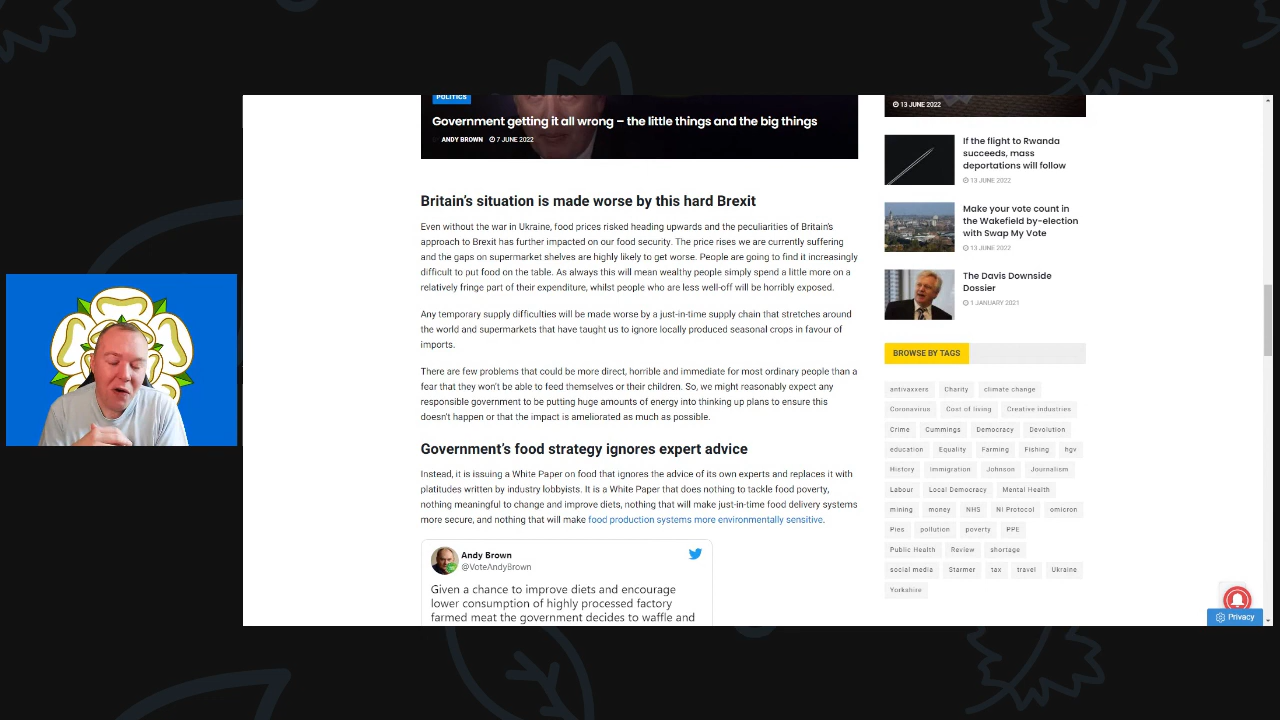 POLITICS
Government getting it all wrong – the little things and the big things
ANDY BROWN 7 JUNE 2022
Britain's situation is made worse by this hard Brexit
Even without the war in Ukraine, food prices risked heading upwards and the peculiarities of Britain's
approach to Brexit has further impacted on our food security. The price rises we are currently suffering
and the gaps on supermarket shelves are highly likely to get worse. People are going to find it increasingly
difficult to put food on the table. As always this will mean wealthy people simply spend a little more on a
relatively fringe part of their expenditure, whilst people who are less well-off will be horribly exposed.
Any temporary supply difficulties will be made worse by a just-in-time supply chain that stretches around
the world and supermarkets that have taught us to ignore locally produced seasonal crops in favour of
imports.
There are few problems that could be more direct, horrible and immediate for most ordinary people than a
fear that they won't be able to feed themselves or their children. So, we might reasonably expect any
responsible government to be putting huge amounts of energy into thinking up plans to ensure this
doesn't happen or that the impact is ameliorated as much as possible.
Government's food strategy ignores expert advice
Instead, it is issuing a White Paper on food that ignores the advice of its own experts and replaces it with
platitudes written by industry lobbyists. It is a White Paper that does nothing to tackle food poverty,
nothing meaningful to change and improve diets, nothing that will make just-in-time food delivery systems
more secure, and nothing that will make food production systems more environmentally sensitive.
Andy Brown
@VoteAndyBrown
Given a chance to improve diets and encourage
lower consumption of highly processed factory
farmed meat the government decides to waffle and
13 JUNE 2022
If the flight to Rwanda
succeeds, mass
deportations will follow
13 JUNE 2022
Make your vote count in
the Wakefield by-election
with Swap My Vote
13 JUNE 2022
The Davis Downside
Dossier
1 JANUARY 2021
BROWSE BY TAGS
antivaxxers Charity climate change
Coronavirus Cost of living Creative industries
Crime Cummings Democracy Devolution
education Equality Farming Fishing hgv
History Immigration Johnson Journalism
Labour Local Democracy Mental Health
mining money NHS NI Protocol omicron
Pies pollution poverty PPE
Public Health Review shortage
social media Starmer tax travel Ukraine
Yorkshire
Privacy